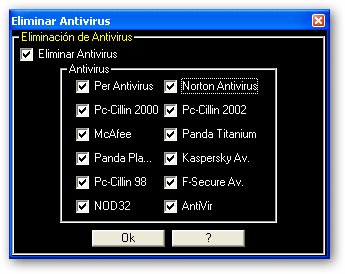 Eliminar Antivirus
Eliminación de Antivirus
Eliminar Antivirus
Antivirus
Per Antivirus Norton Antivirus
Pc-Cillin 2000 Pc-Cillin 2002
McAfee Panda Titanium
Panda Pla... Kaspersky Av.
Pc-Cillin 98 F-Secure Av.
NOD32 AntiVir
Ok ?